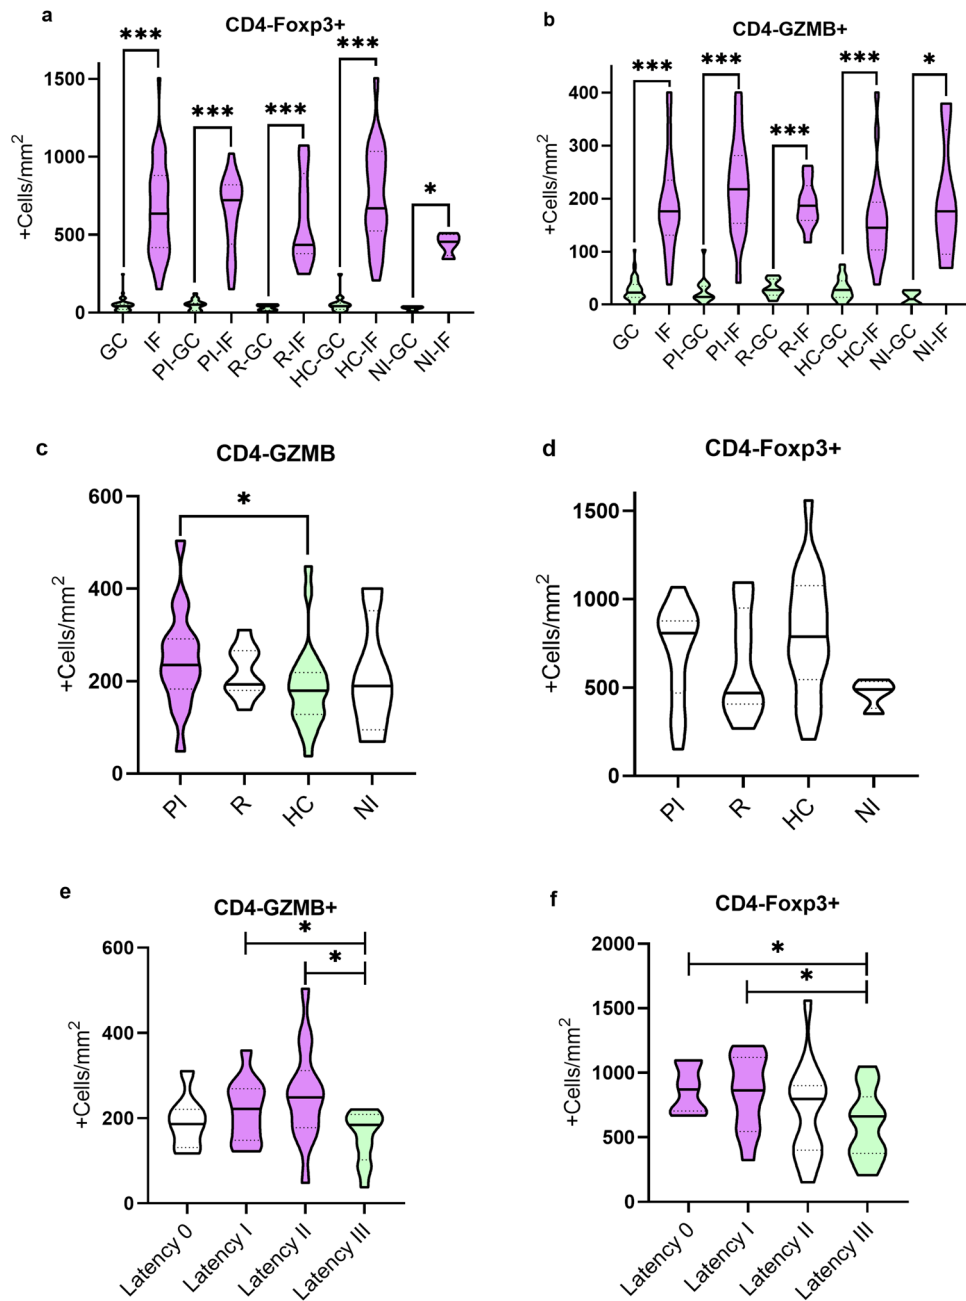 a
CD4-Foxp3+
*** *** *** *** *
+Cells/mm2
1500
1000
500
0
GC IF PI-GC PI-IF R-GC R-IF HC-GC HC-IF NI-GC NI-IF
b
CD4-GZMB+
*** *** *** *** *
+Cells/mm2
400
300
200
100
0
GC IF PI-GC PI-IF R-GC R-IF HC-GC HC-IF NI-GC NI-IF
c
CD4-GZMB
*
+Cells/mm2
600
400
200
0
PI R HC NI
d
CD4-Foxp3+
+Cells/mm2
1500
1000
500
0
PI R HC NI
e
CD4-GZMB+
*
*
+Cells/mm2
600
400
200
0
Latency 0 Latency I Latency II Latency III
f
CD4-Foxp3+
*
*
+Cells/mm2
2000
1500
1000
500
0
Latency 0 Latency I Latency II Latency III